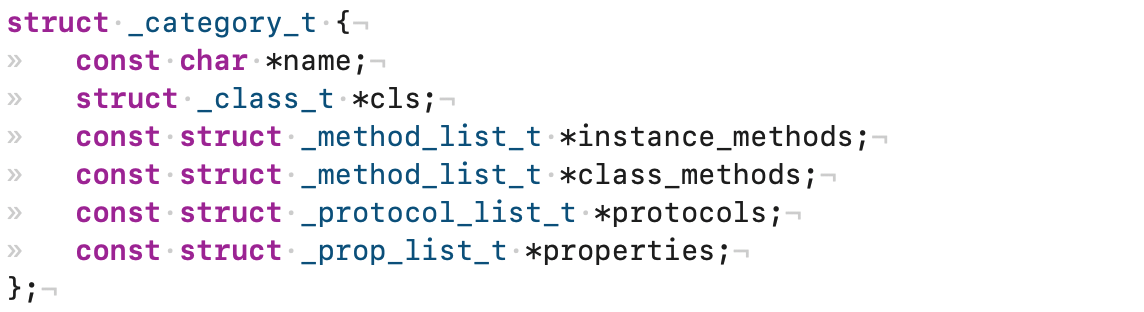 struct _category_t {
    const char *name;
    struct _class_t *cls;
    const struct _method_list_t *instance_methods;
    const struct _method_list_t *class_methods;
    const struct _protocol_list_t *protocols;
    const struct _prop_list_t *properties;
};